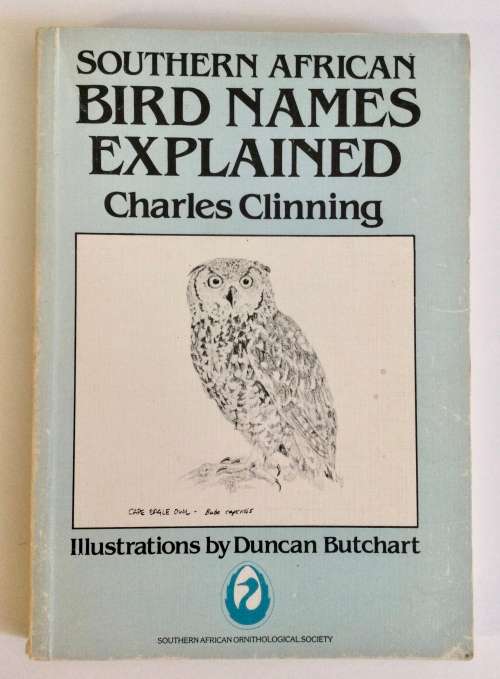 SOUTHERN AFRICAN
BIRD NAMES
EXPLAINED
Charles Clinning
CAPE EAGLE OWL - Bubo capensis
Illustrations by Duncan Butchart
SOUTHERN AFRICAN ORNITHOLOGICAL SOCIETY